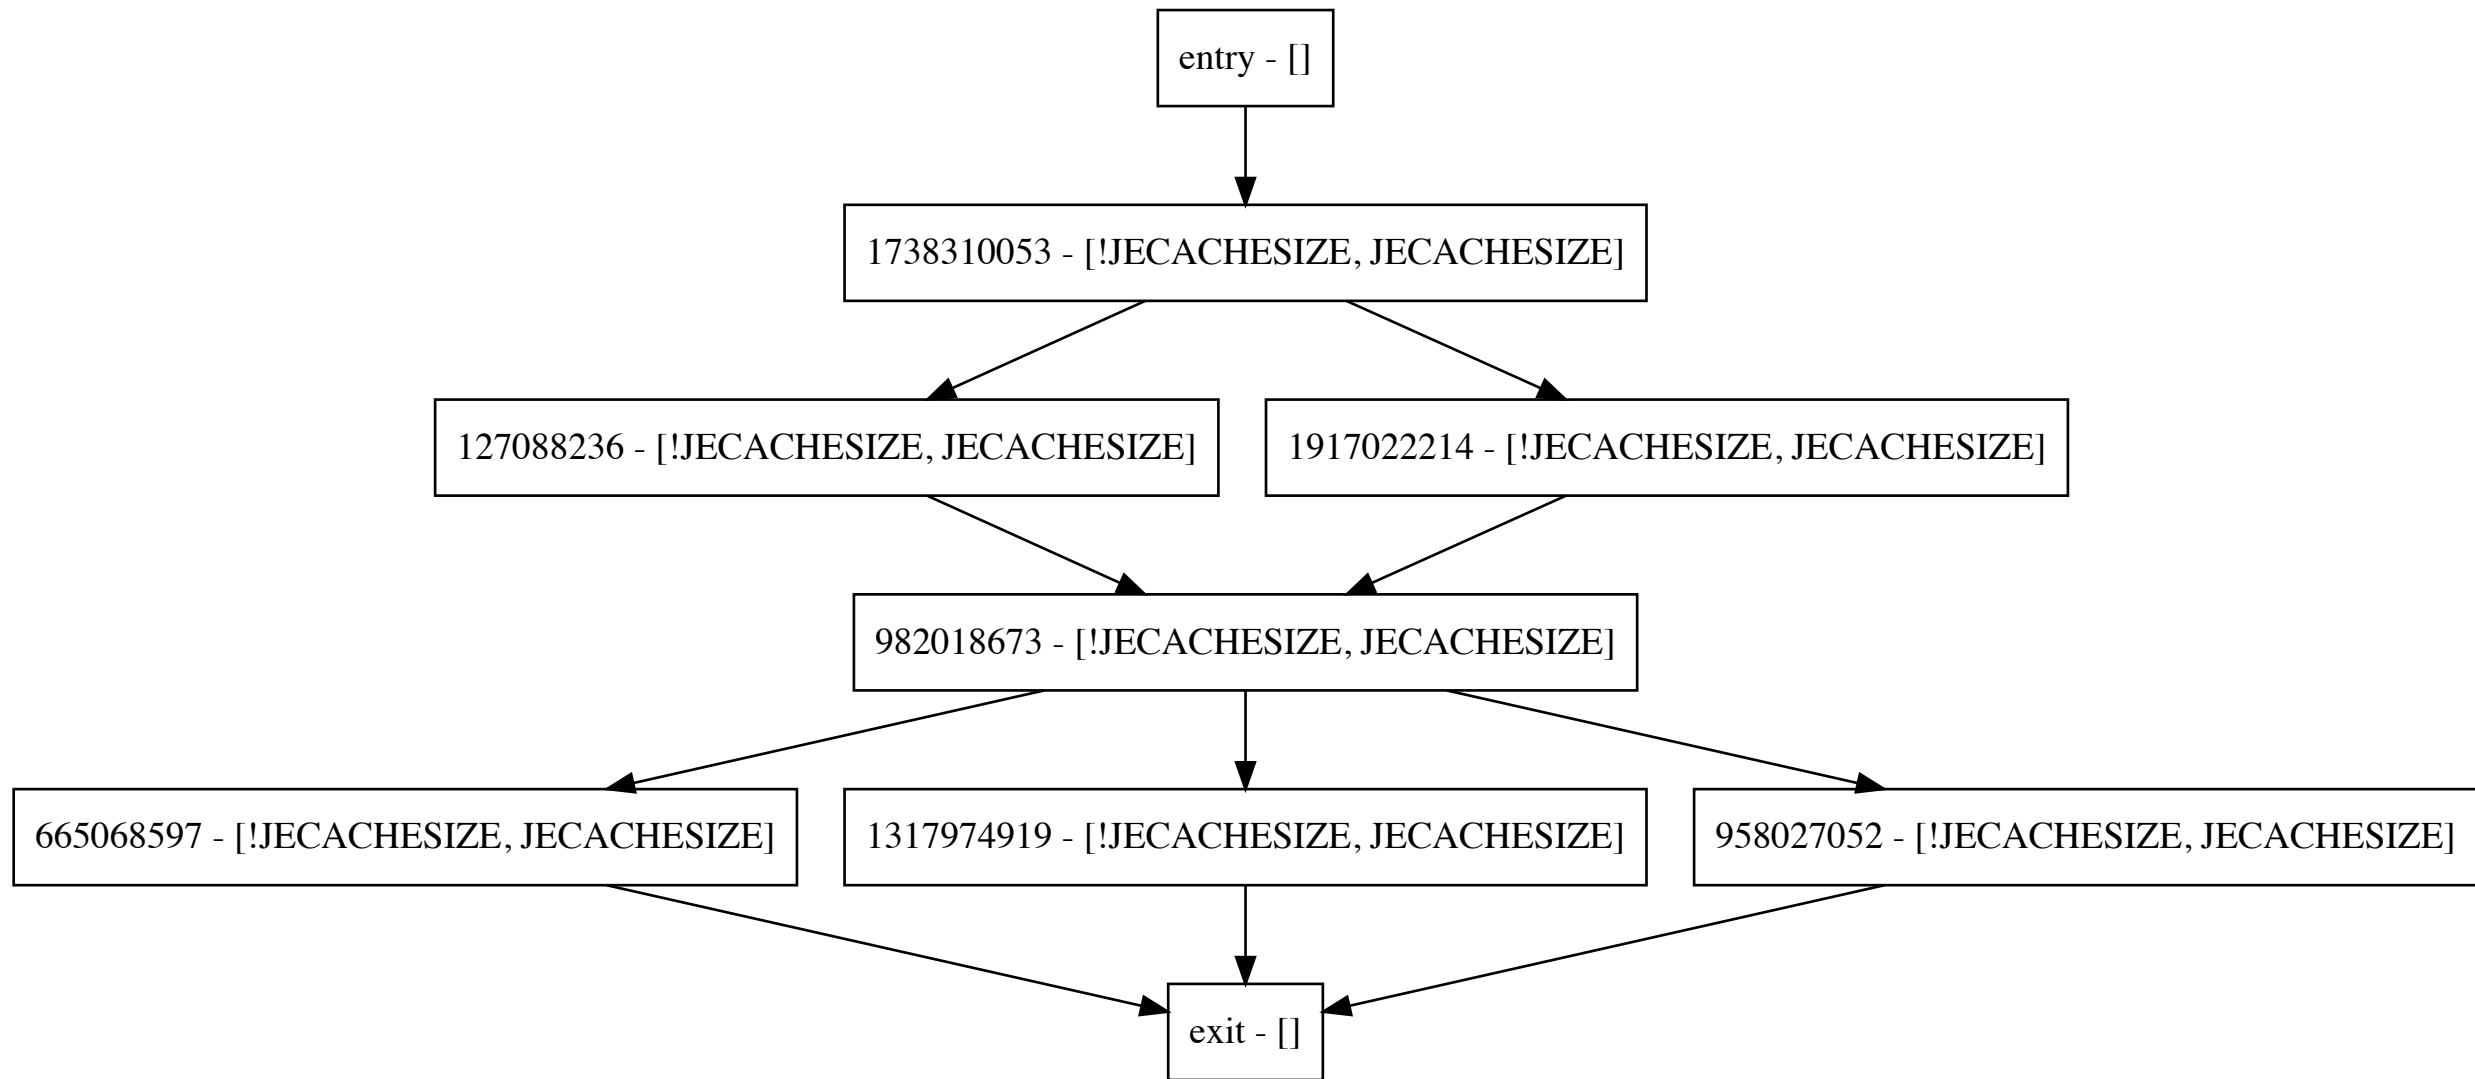 entry - []
1738310053 - [!JECACHESIZE, JECACHESIZE]
127088236 - [!JECACHESIZE, JECACHESIZE]
1917022214 - [!JECACHESIZE, JECACHESIZE]
982018673 - [!JECACHESIZE, JECACHESIZE]
665068597 - [!JECACHESIZE, JECACHESIZE]
1317974919 - [!JECACHESIZE, JECACHESIZE]
958027052 - [!JECACHESIZE, JECACHESIZE]
exit - []